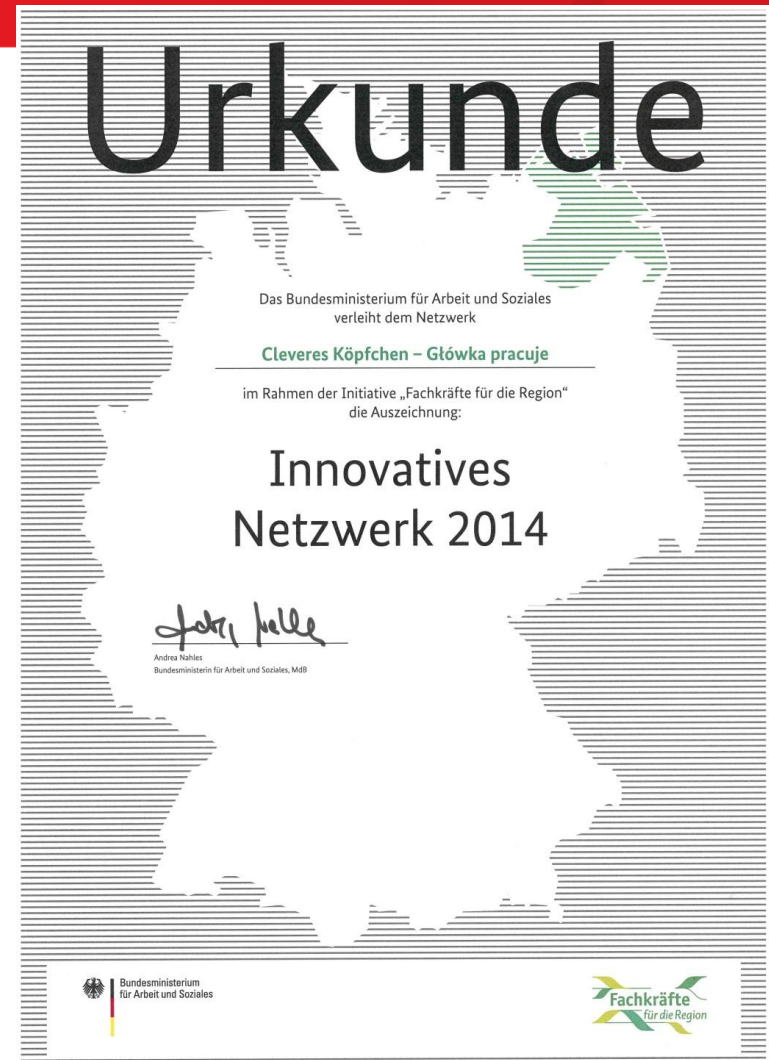 Urkunde
Das Bundesministerium für Arbeit und Soziales
verleiht dem Netzwerk
Cleveres Köpfchen – Główka pracuje
im Rahmen der Initiative „Fachkräfte für die Region“
die Auszeichnung:
Innovatives
Netzwerk 2014
Andrea Nahles
Bundesministerin für Arbeit und Soziales, MdB
Bundesministerium
für Arbeit und Soziales
Fachkräfte
für die Region